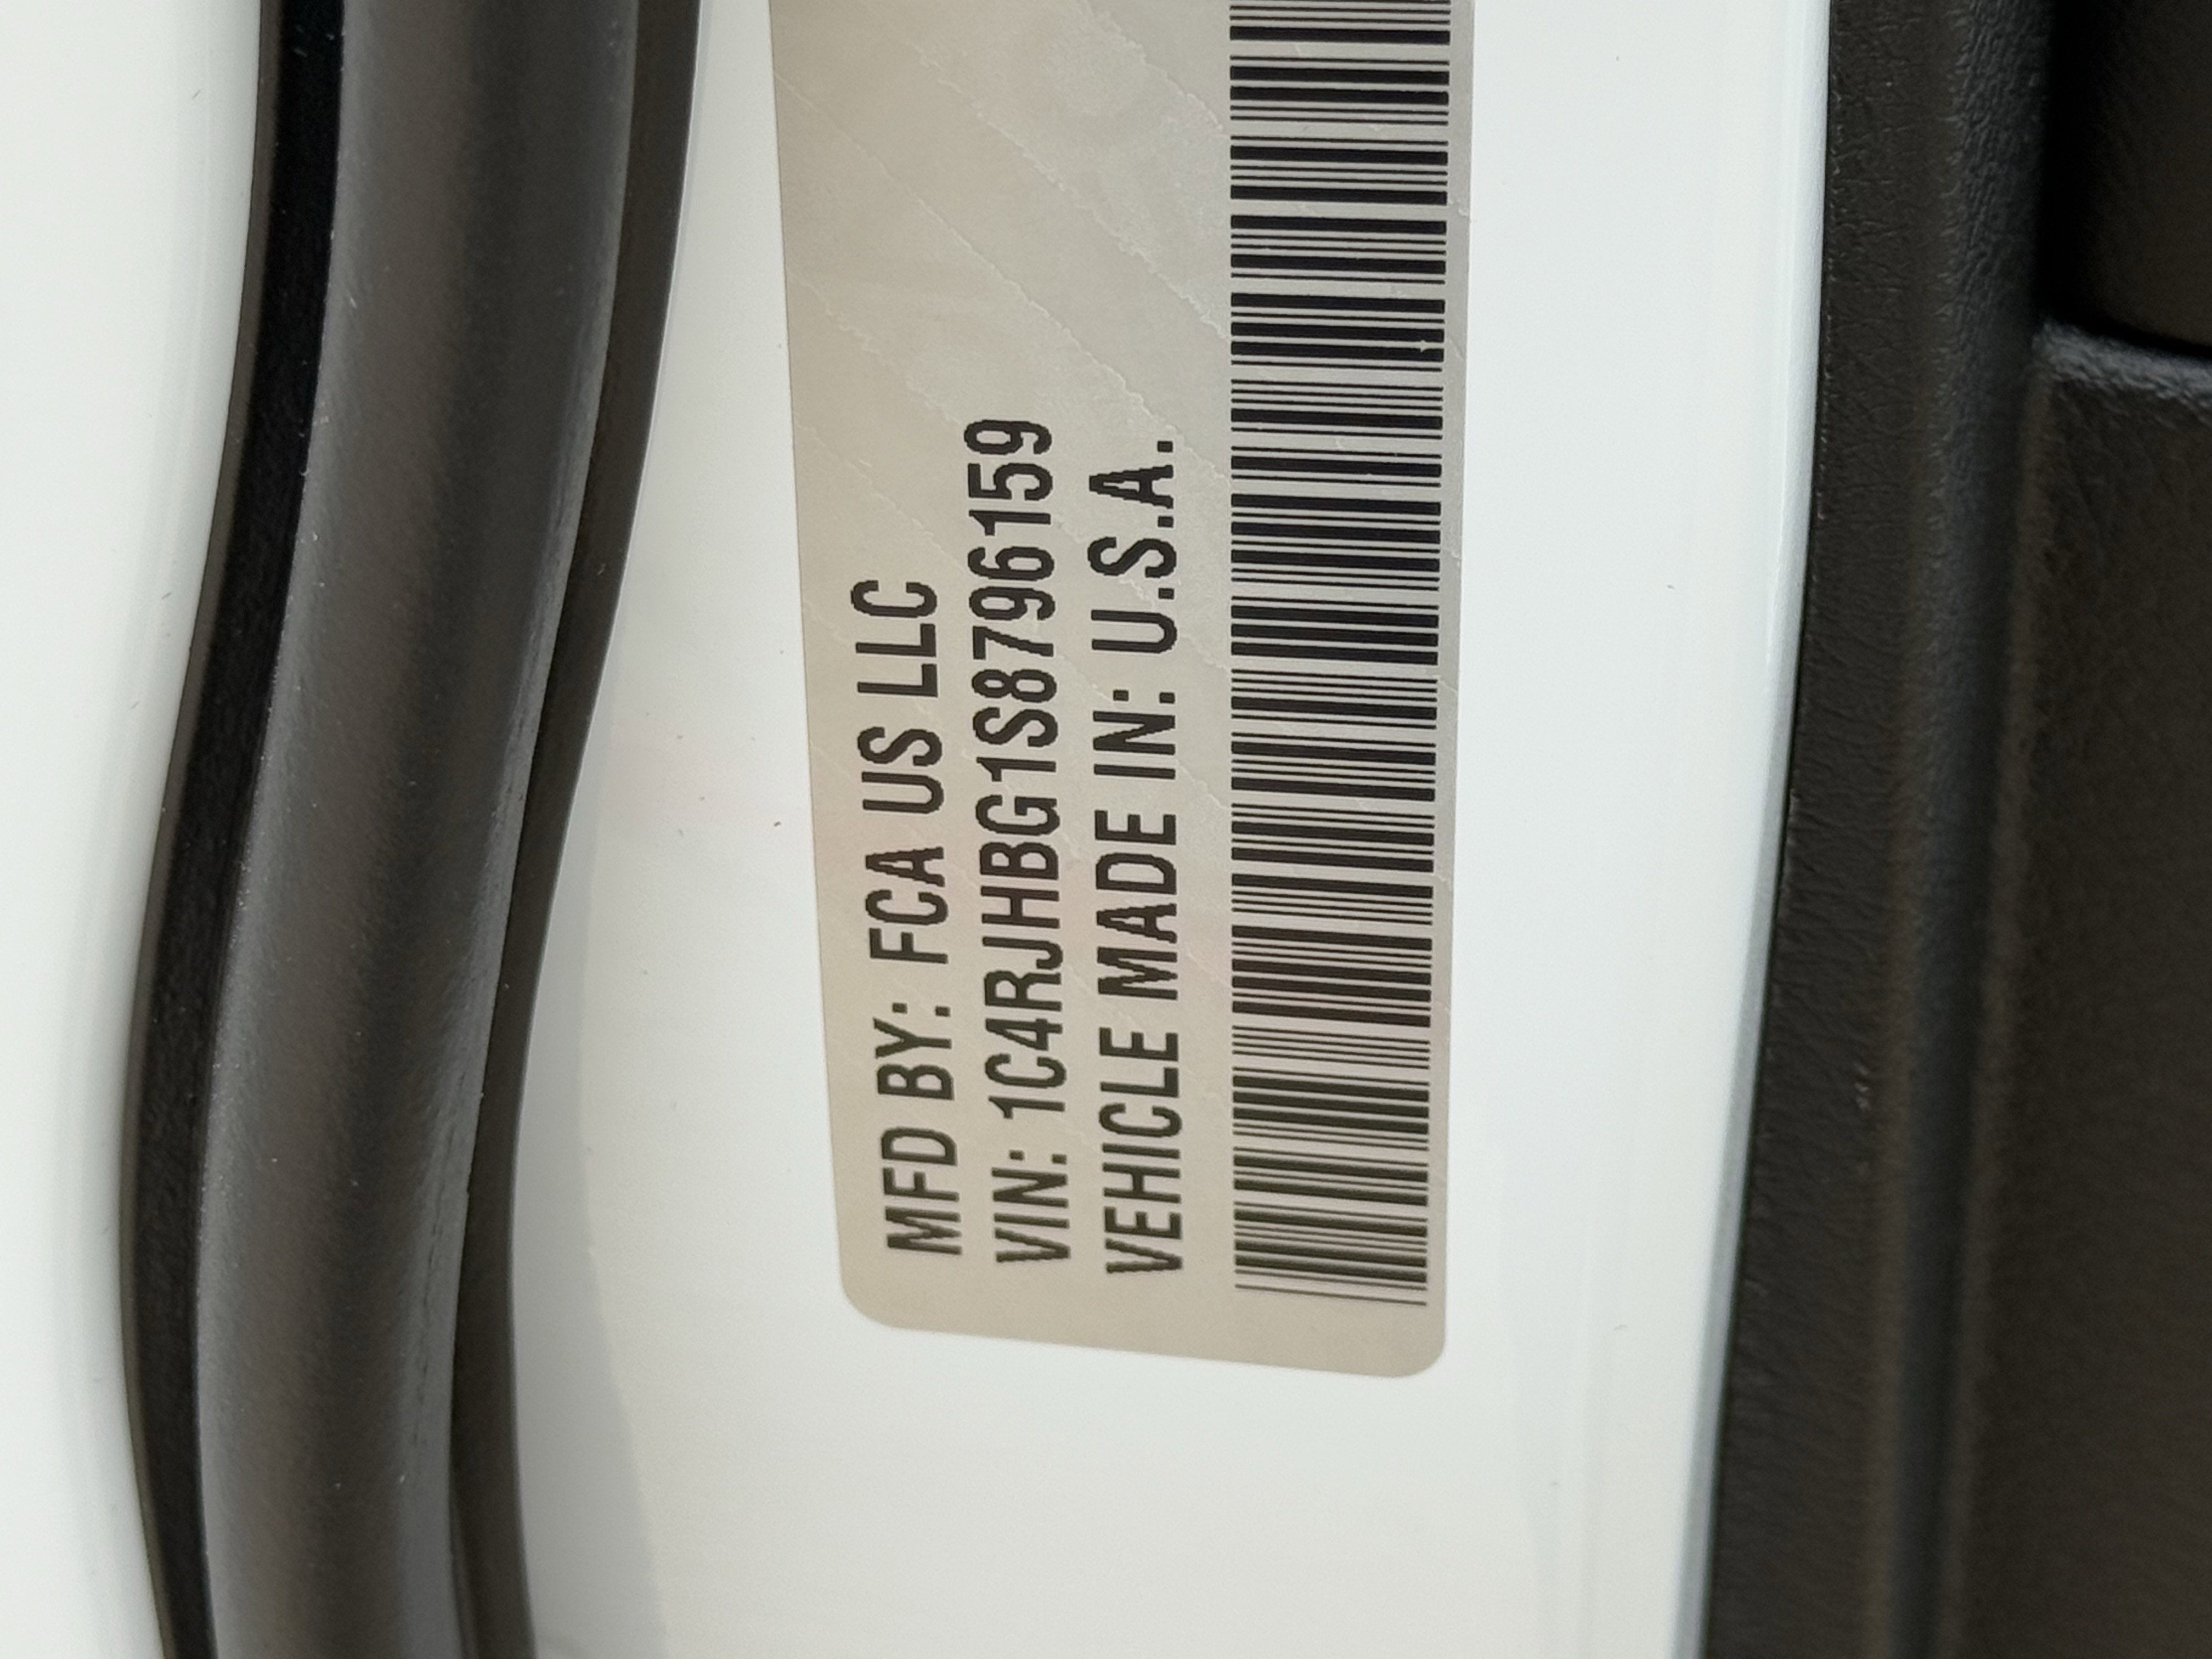 MFD BY: FCA US LLC
VIN: 1C4RJHBG1S8796159
VEHICLE MADE IN: U.S.A.